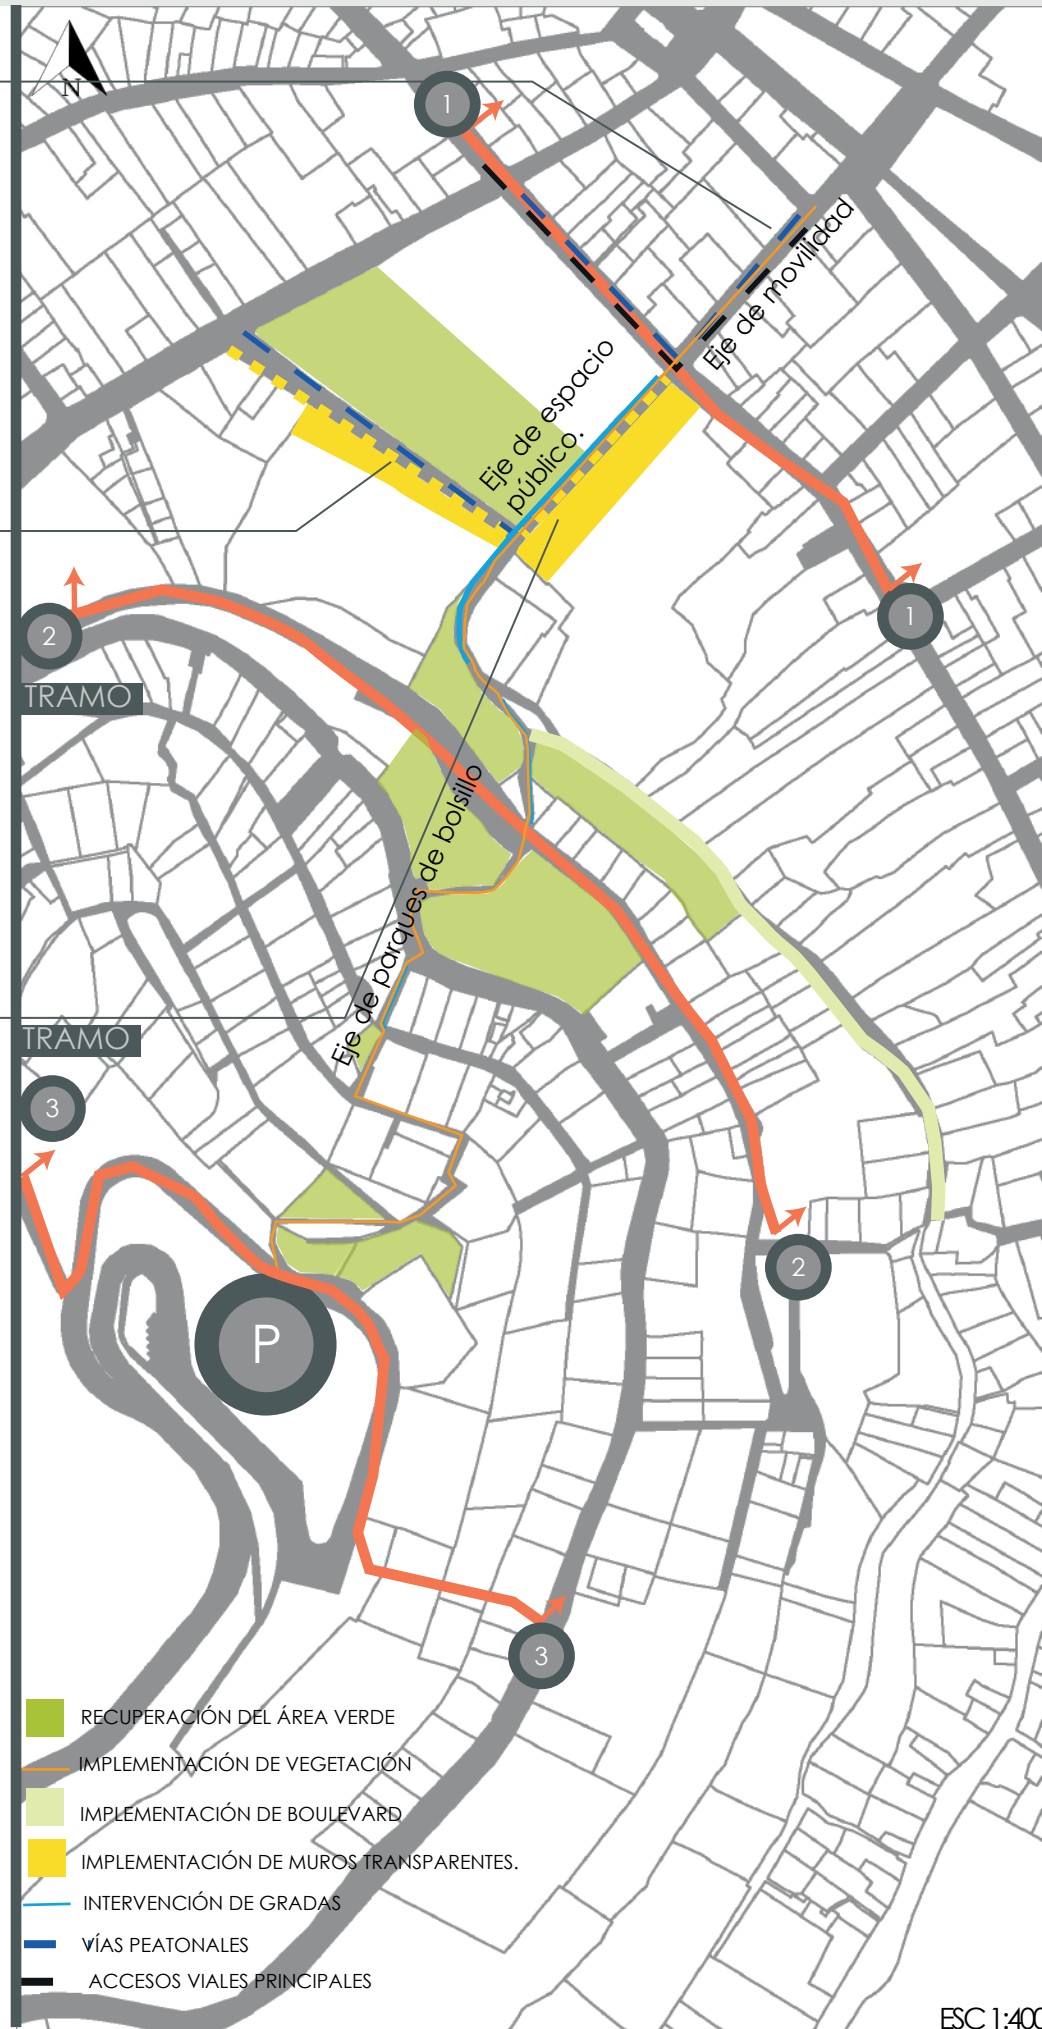 N
1
Eje de movilidad
Eje de espacio
público.
1
2
TRAMO
Eje de parques de bolsillo
TRAMO
3
2
P
3
RECUPERACIÓN DEL ÁREA VERDE
IMPLEMENTACIÓN DE VEGETACIÓN
IMPLEMENTACIÓN DE BOULEVARD
IMPLEMENTACIÓN DE MUROS TRANSPARENTES.
INTERVENCIÓN DE GRADAS
VÍAS PEATONALES
ACCESOS VIALES PRINCIPALES
ESC 1:400